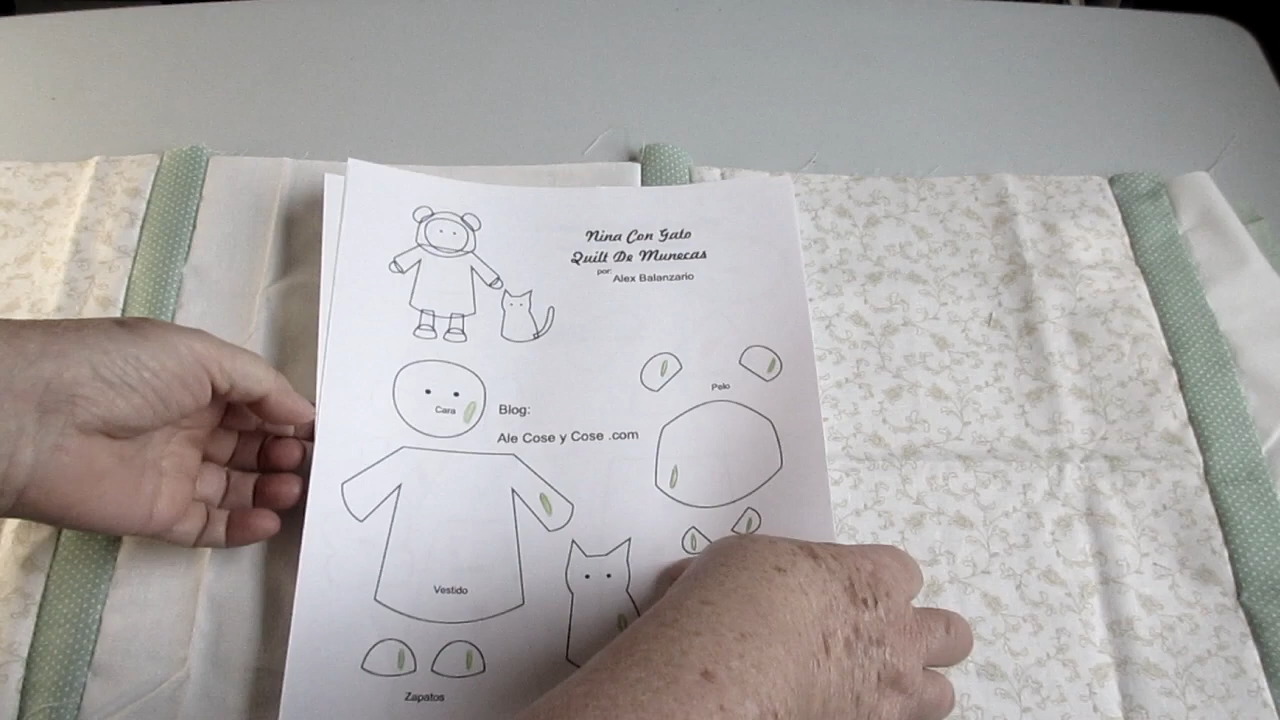 Nina Con Gato
Quilt De Munecas
por:
Alex Balanzario
Pelo
Cara
Blog:
Ale Cose y Cose .com
Vestido
Zapatos